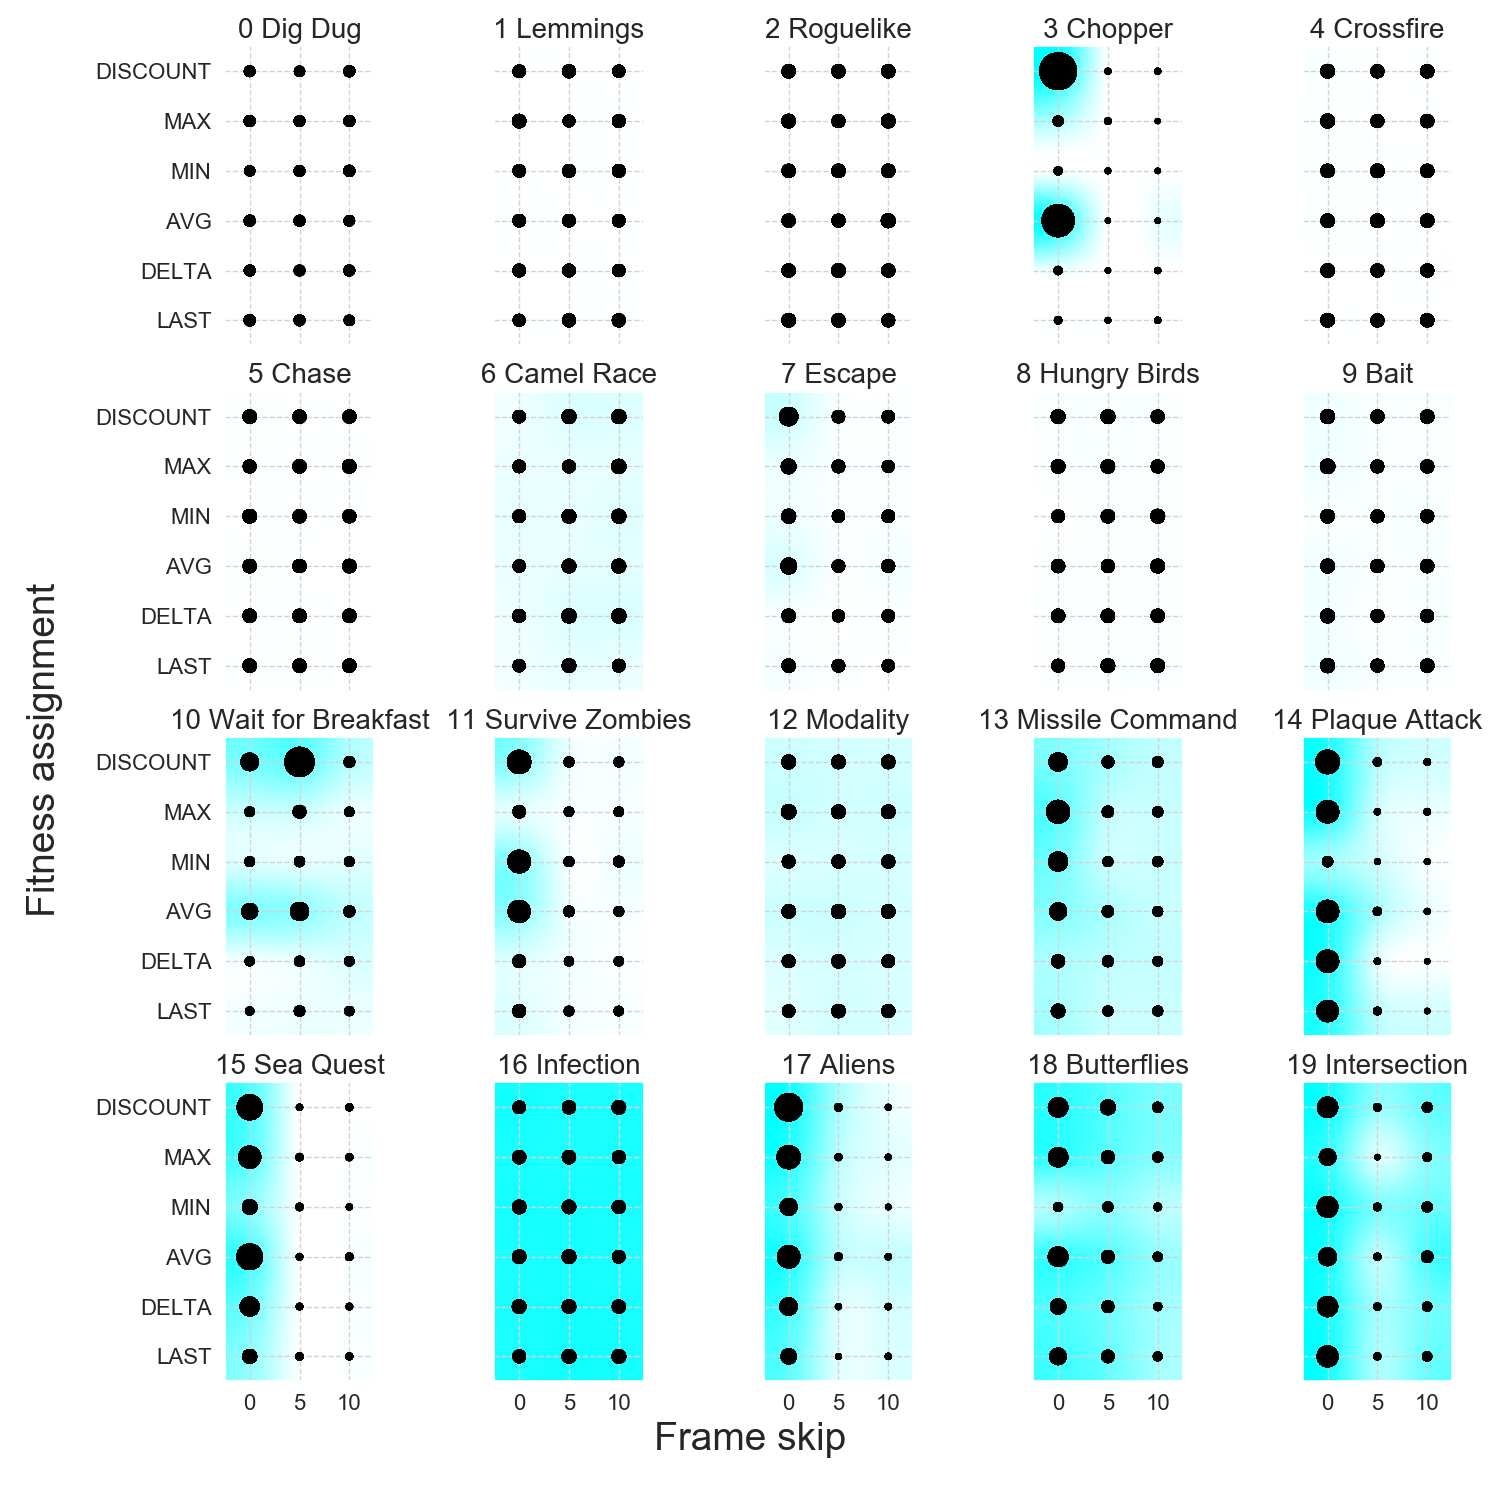 0 Dig Dug 1 Lemmings 2 Roguelike 3 Chopper 4 Crossfire
DISCOUNT
MAX
MIN
AVG
DELTA
LAST
5 Chase 6 Camel Race 7 Escape 8 Hungry Birds 9 Bait
DISCOUNT
MAX
MIN
AVG
DELTA
LAST
Fitness assignment
10 Wait for Breakfast 11 Survive Zombies 12 Modality 13 Missile Command 14 Plaque Attack
DISCOUNT
MAX
MIN
AVG
DELTA
LAST
15 Sea Quest 16 Infection 17 Aliens 18 Butterflies 19 Intersection
DISCOUNT
MAX
MIN
AVG
DELTA
LAST
0 5 10 0 5 10 0 5 10 0 5 10 0 5 10
Frame skip